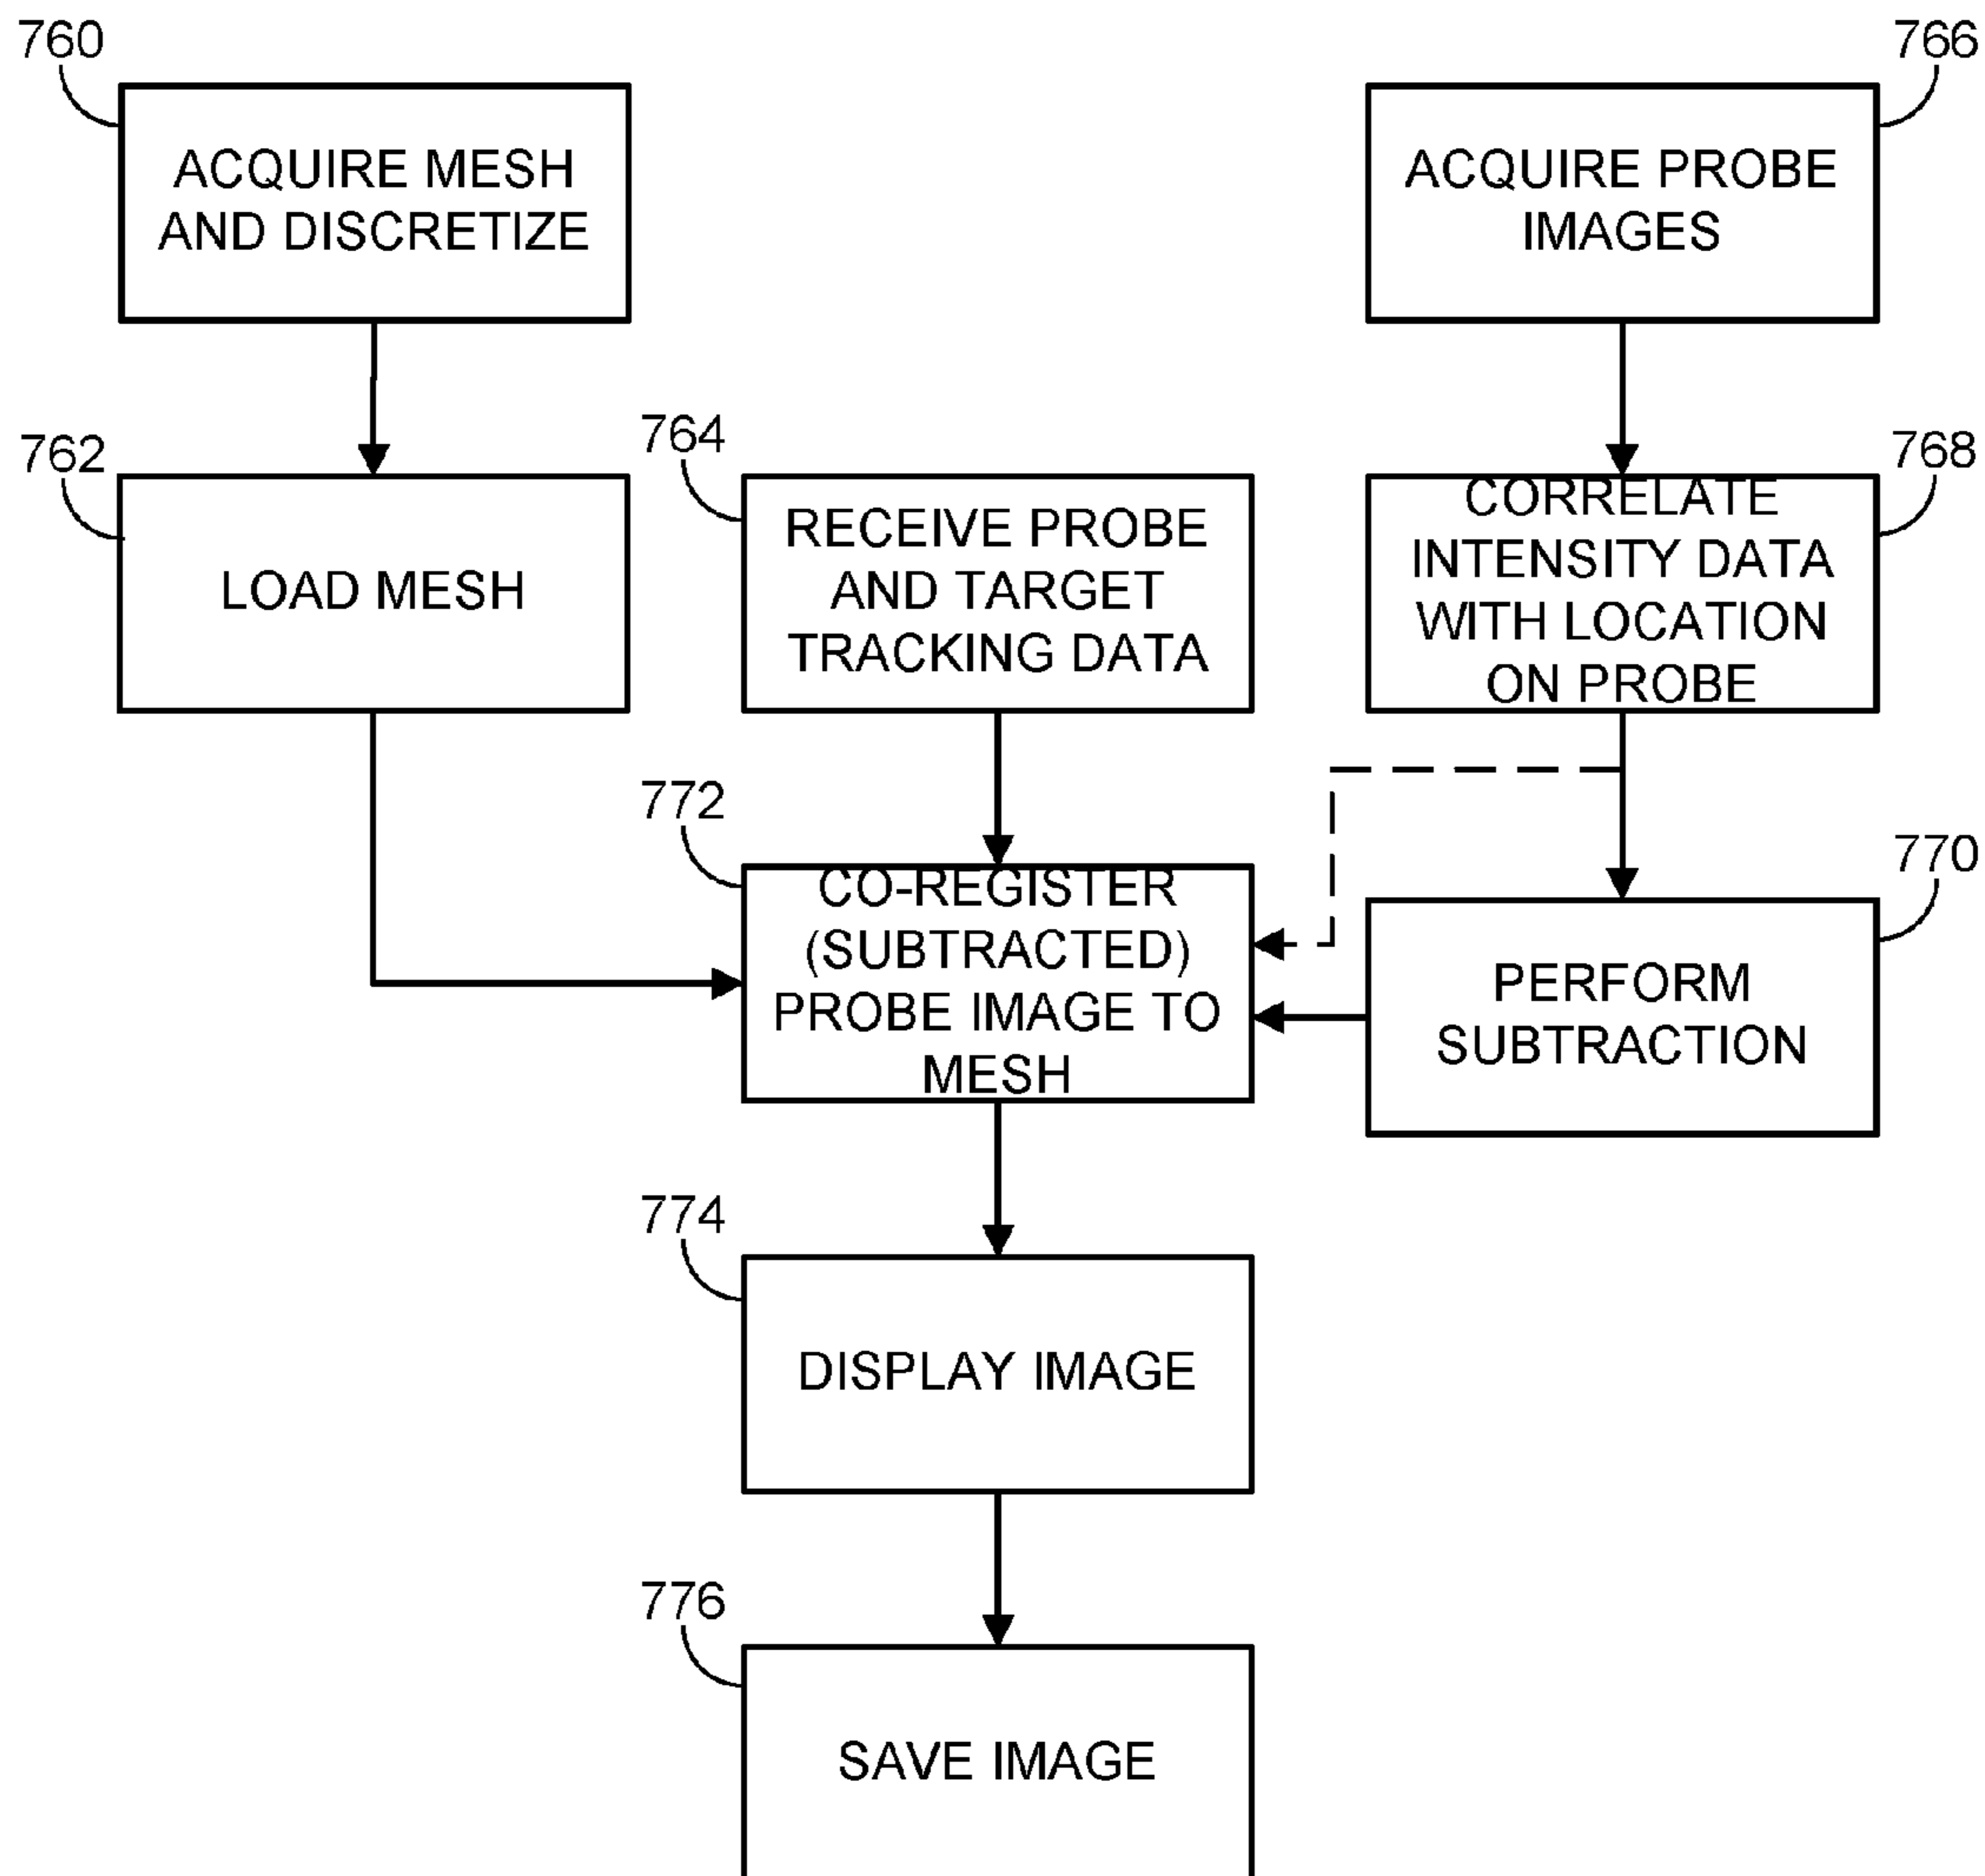 760
ACQUIRE MESH
AND DISCRETIZE
766
ACQUIRE PROBE
IMAGES
762
LOAD MESH
764
RECEIVE PROBE
AND TARGET
TRACKING DATA
768
CORRELATE
INTENSITY DATA
WITH LOCATION
ON PROBE
772
CO-REGISTER
(SUBTRACTED)
PROBE IMAGE TO
MESH
770
PERFORM
SUBTRACTION
774
DISPLAY IMAGE
776
SAVE IMAGE